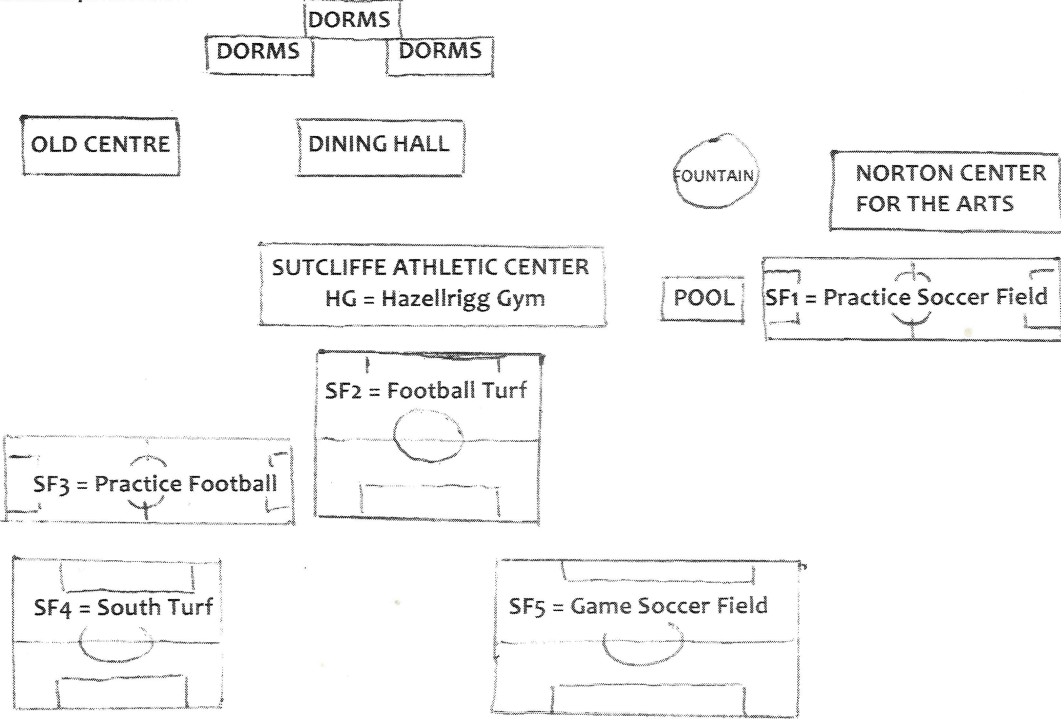 DORMS
DORMS
DORMS
OLD CENTRE
DINING HALL
FOUNTAIN
NORTON CENTER
FOR THE ARTS
SUTCLIFFE ATHLETIC CENTER
HG = Hazellrigg Gym
POOL
SF1 = Practice Soccer Field
SF2 = Football Turf
SF3 = Practice Football
SF4 = South Turf
SF5 = Game Soccer Field